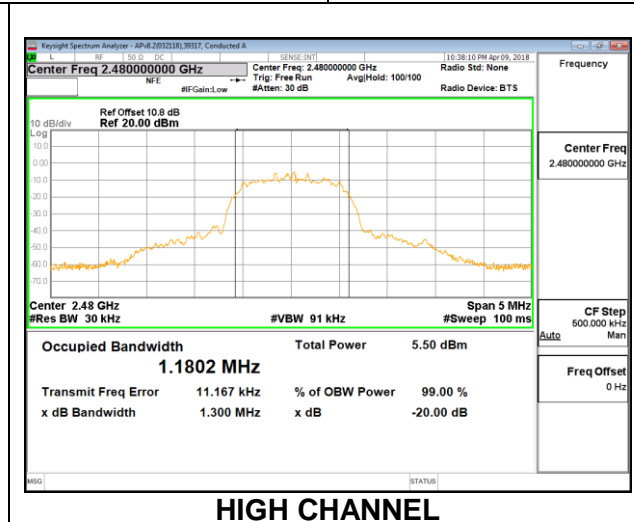 Keysight Spectrum Analyzer - APv8.2(032118),39317, Conducted A
L RF 50 Ω DC SENSE:INT 10:38:10 PM Apr 09, 2018
Center Freq 2.480000000 GHz Center Freq: 2.480000000 GHz Radio Std: None Frequency
NFE Trig: Free Run Avg|Hold: 100/100
#IFGain:Low #Atten: 30 dB Radio Device: BTS
Ref Offset 10.8 dB
10 dB/div Ref 20.00 dBm
Log
10.0
0.00
-10.0
-20.0
-30.0
-40.0
-50.0
-60.0
-70.0
Center Freq
2.480000000 GHz
Center 2.48 GHz Span 5 MHz
#Res BW 30 kHz #VBW 91 kHz #Sweep 100 ms
CF Step
500.000 kHz
Auto Man
Occupied Bandwidth Total Power 5.50 dBm
1.1802 MHz
Transmit Freq Error 11.167 kHz % of OBW Power 99.00 %
x dB Bandwidth 1.300 MHz x dB -20.00 dB
Freq Offset
0 Hz
MSG STATUS
HIGH CHANNEL